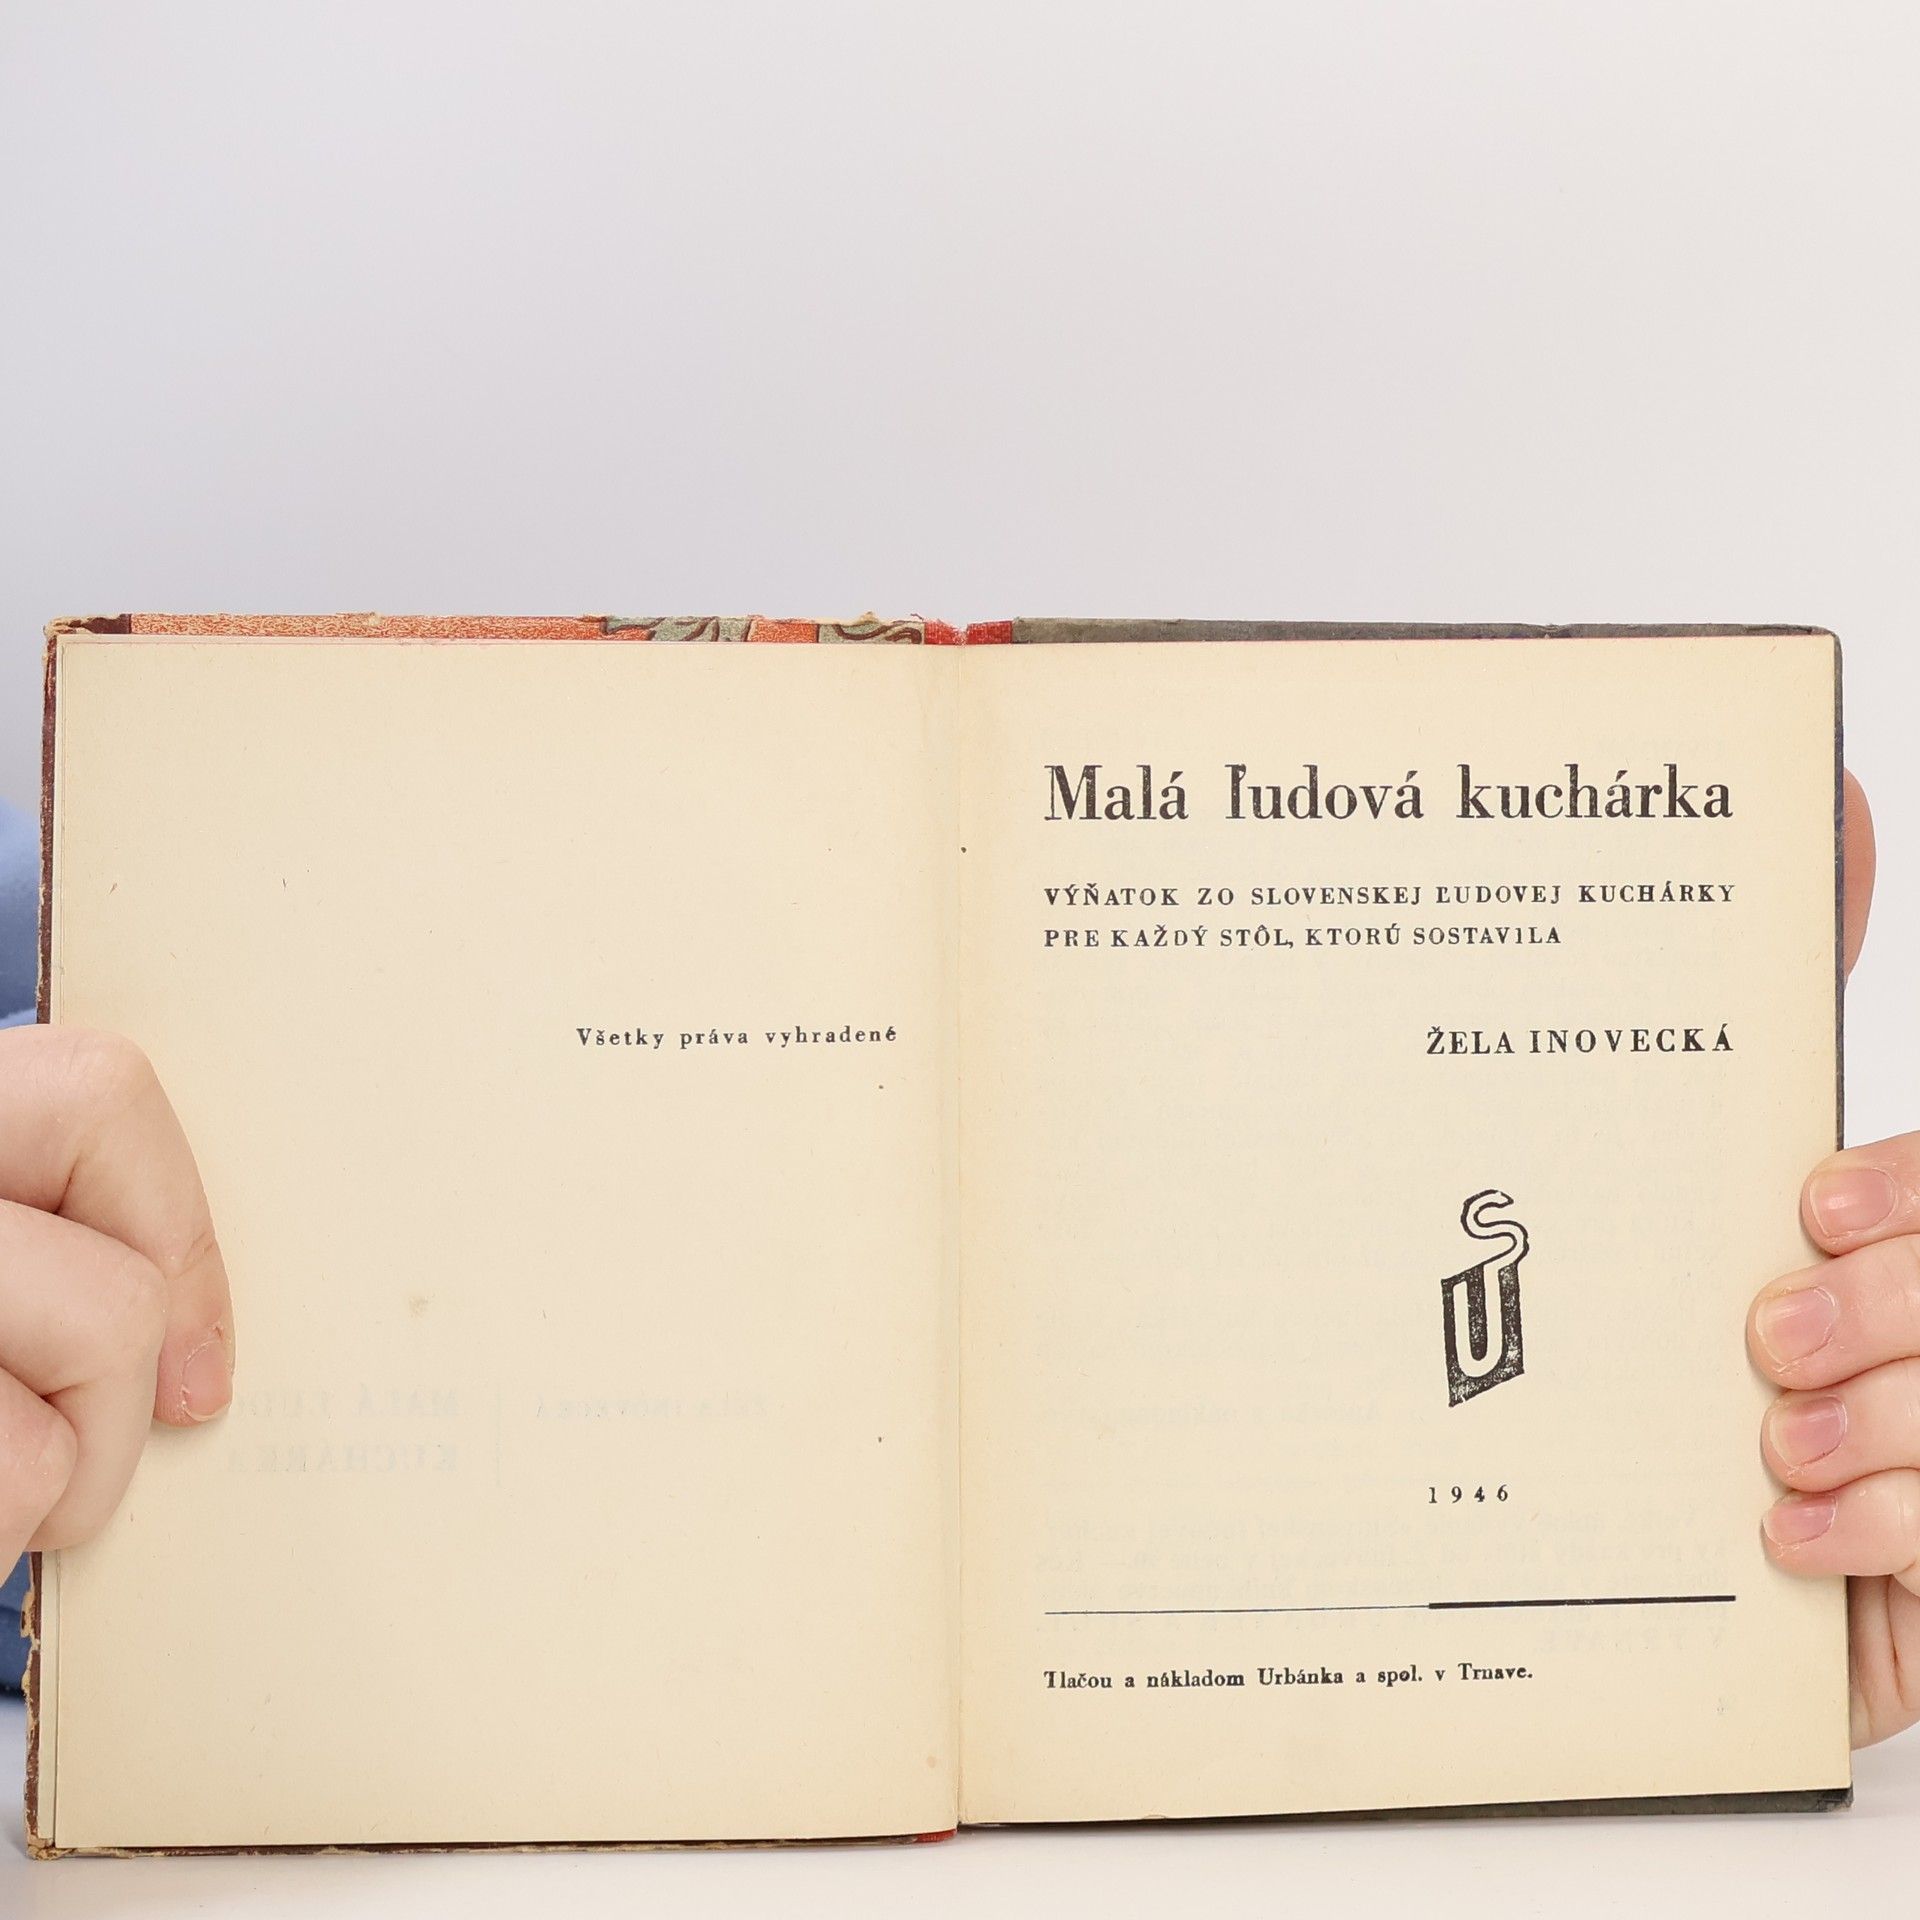 Všetky práva vyhradené
Malá ľudová kuchárka
VÝŇATOK ZO SLOVENSKEJ ĽUDOVEJ KUCHÁRKY
PRE KAŽDÝ STÔL, KTORÚ SOSTAVILA
ŽELA INOVECKÁ
SU
1946
Tlačou a nákladom Urbánka a spol. v Trnave.